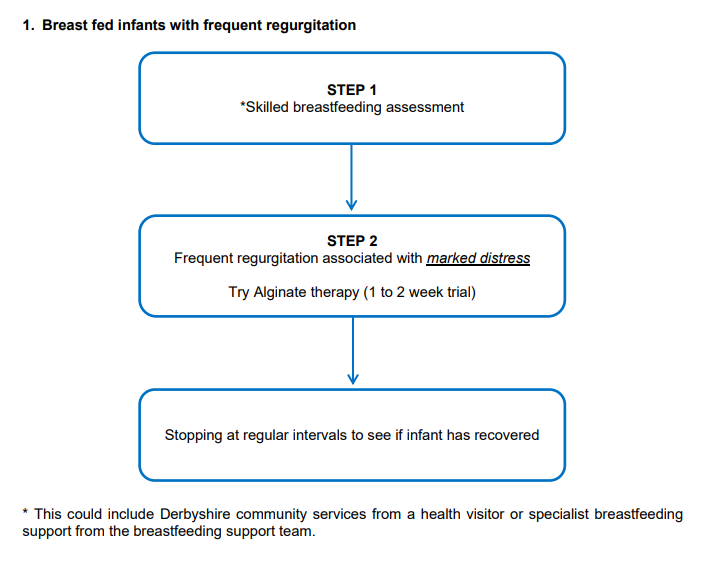 1. Breast fed infants with frequent regurgitation
STEP 1
*Skilled breastfeeding assessment
STEP 2
Frequent regurgitation associated with marked distress
Try Alginate therapy (1 to 2 week trial)
Stopping at regular intervals to see if infant has recovered
* This could include Derbyshire community services from a health visitor or specialist breastfeeding
support from the breastfeeding support team.